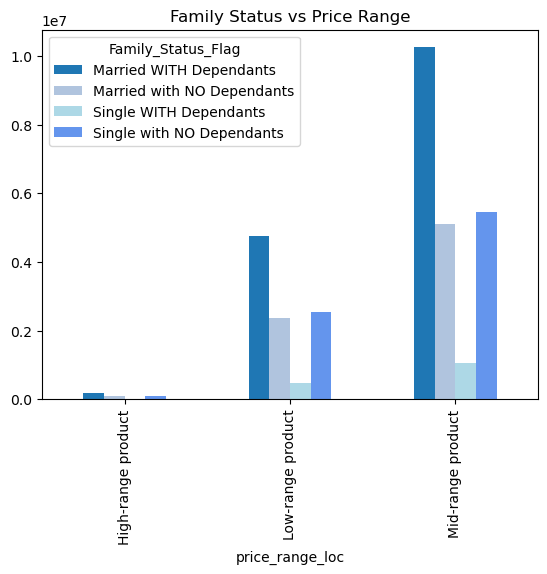 Family Status vs Price Range
1e7
Family_Status_Flag
Married WITH Dependants
Married with NO Dependants
Single WITH Dependants
Single with NO Dependants
1.0
0.8
0.6
0.4
0.2
0.0
High-range product
Low-range product
Mid-range product
price_range_loc